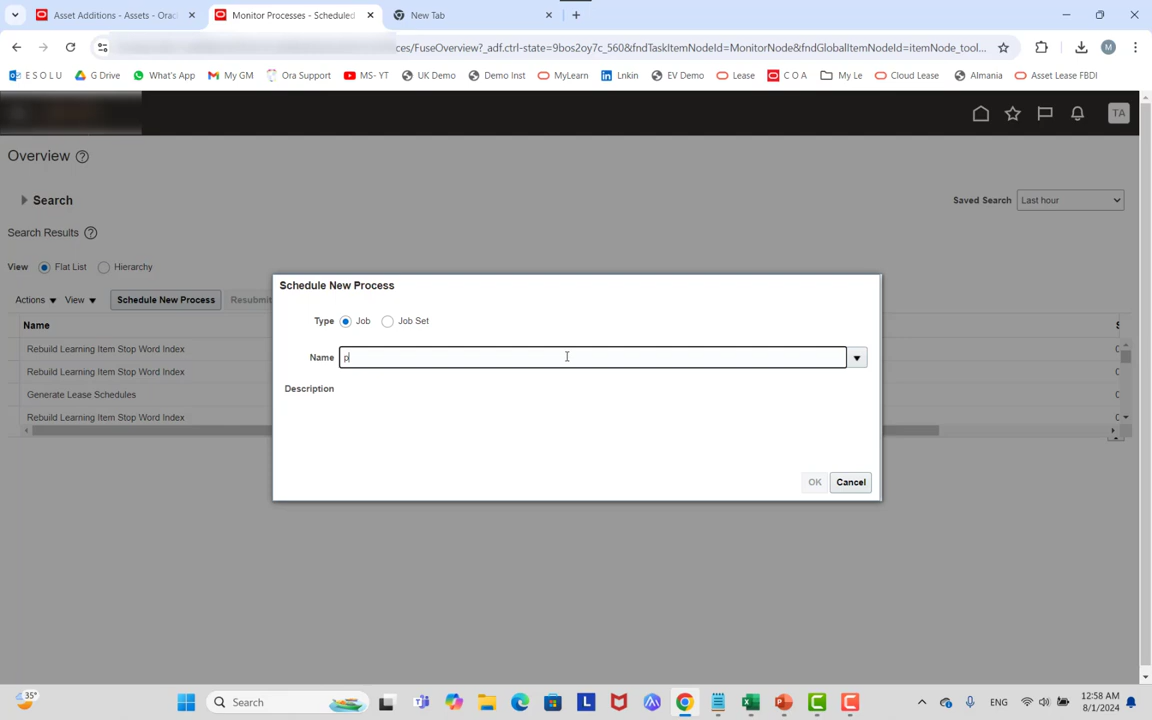 Asset Additions - Assets - Orac
Monitor Processes - Scheduled
New Tab
ces/FuseOverview?_adf.ctrl-state=9bos2oy7c_560&fndTaskItemNodeId=MonitorNode&fndGlobalItemNodeId=itemNode_tool...
M
E S O L U
G Drive
What's App
My GM
Ora Support
MS- YT
UK Demo
Demo Inst
MyLearn
Lnkin
EV Demo
Lease
C O A
My Le
Cloud Lease
Almania
Asset Lease FBDI
TA
Overview
Search
Saved Search
Last hour
Search Results
View
Flat List
Hierarchy
Actions
View
Schedule New Process
Resubmit
Name
S
Rebuild Learning Item Stop Word Index
Rebuild Learning Item Stop Word Index
Generate Lease Schedules
Rebuild Learning Item Stop Word Index
Schedule New Process
Type
Job
Job Set
Name
p
Description
OK
Cancel
35°
Search
ENG
12:58 AM
8/1/2024